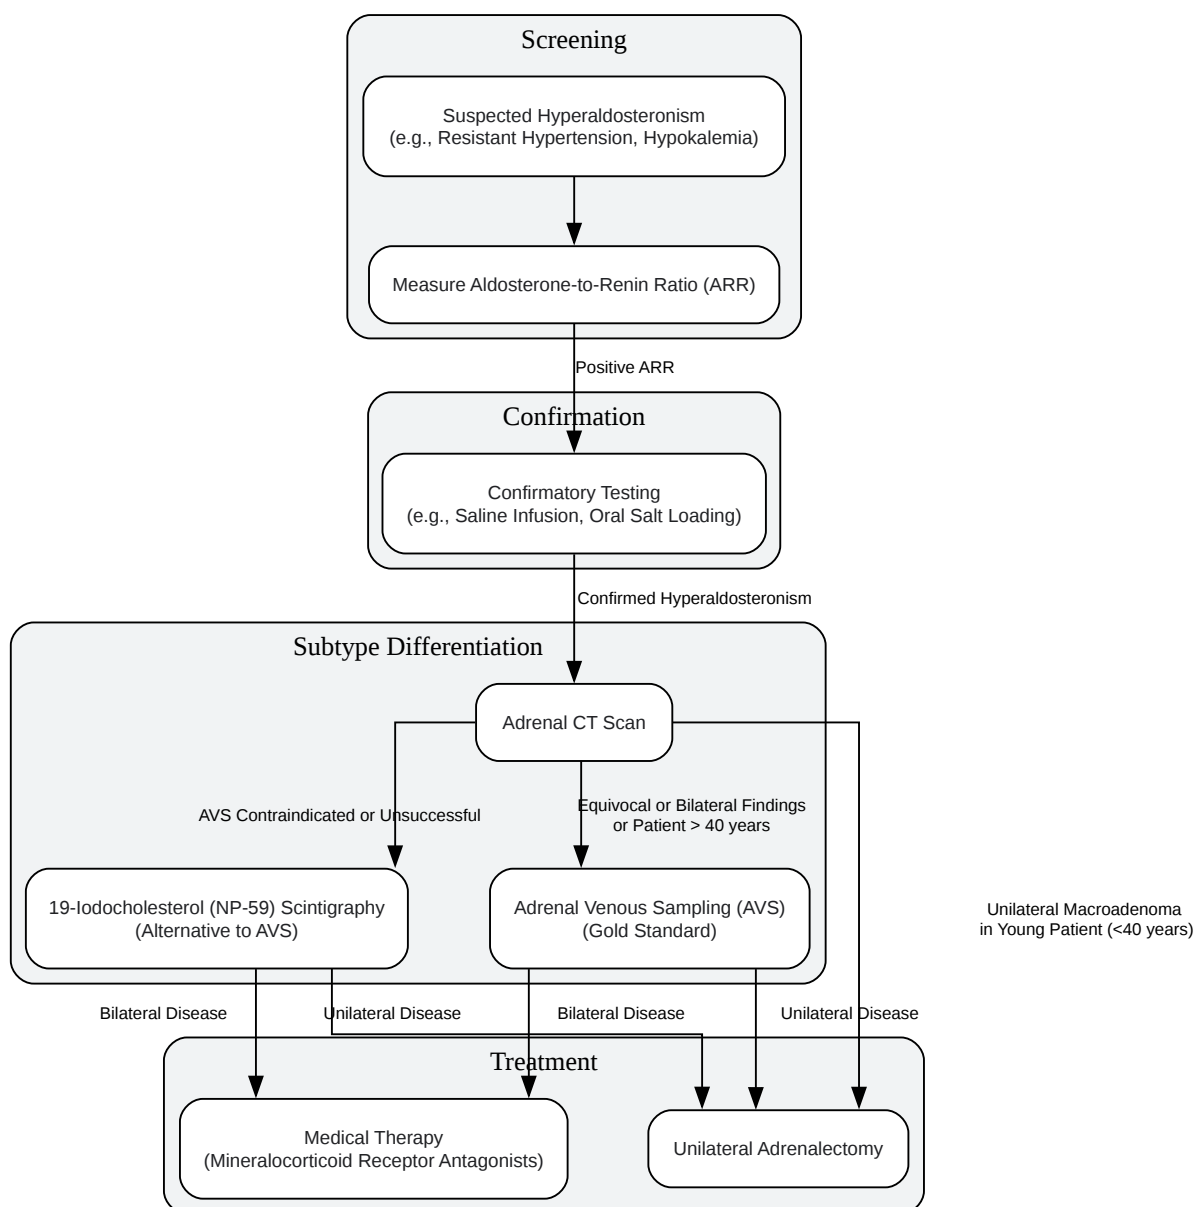 Screening
Suspected Hyperaldosteronism
(e.g., Resistant Hypertension, Hypokalemia)
Measure Aldosterone-to-Renin Ratio (ARR)
Positive ARR
Confirmation
Confirmatory Testing
(e.g., Saline Infusion, Oral Salt Loading)
Confirmed Hyperaldosteronism
Subtype Differentiation
Adrenal CT Scan
AVS Contraindicated or Unsuccessful
Equivocal or Bilateral Findings
or Patient > 40 years
19-Iodocholesterol (NP-59) Scintigraphy
(Alternative to AVS)
Adrenal Venous Sampling (AVS)
(Gold Standard)
Unilateral Macroadenoma
in Young Patient (<40 years)
Bilateral Disease
Unilateral Disease
Bilateral Disease
Unilateral Disease
Treatment
Medical Therapy
(Mineralocorticoid Receptor Antagonists)
Unilateral Adrenalectomy